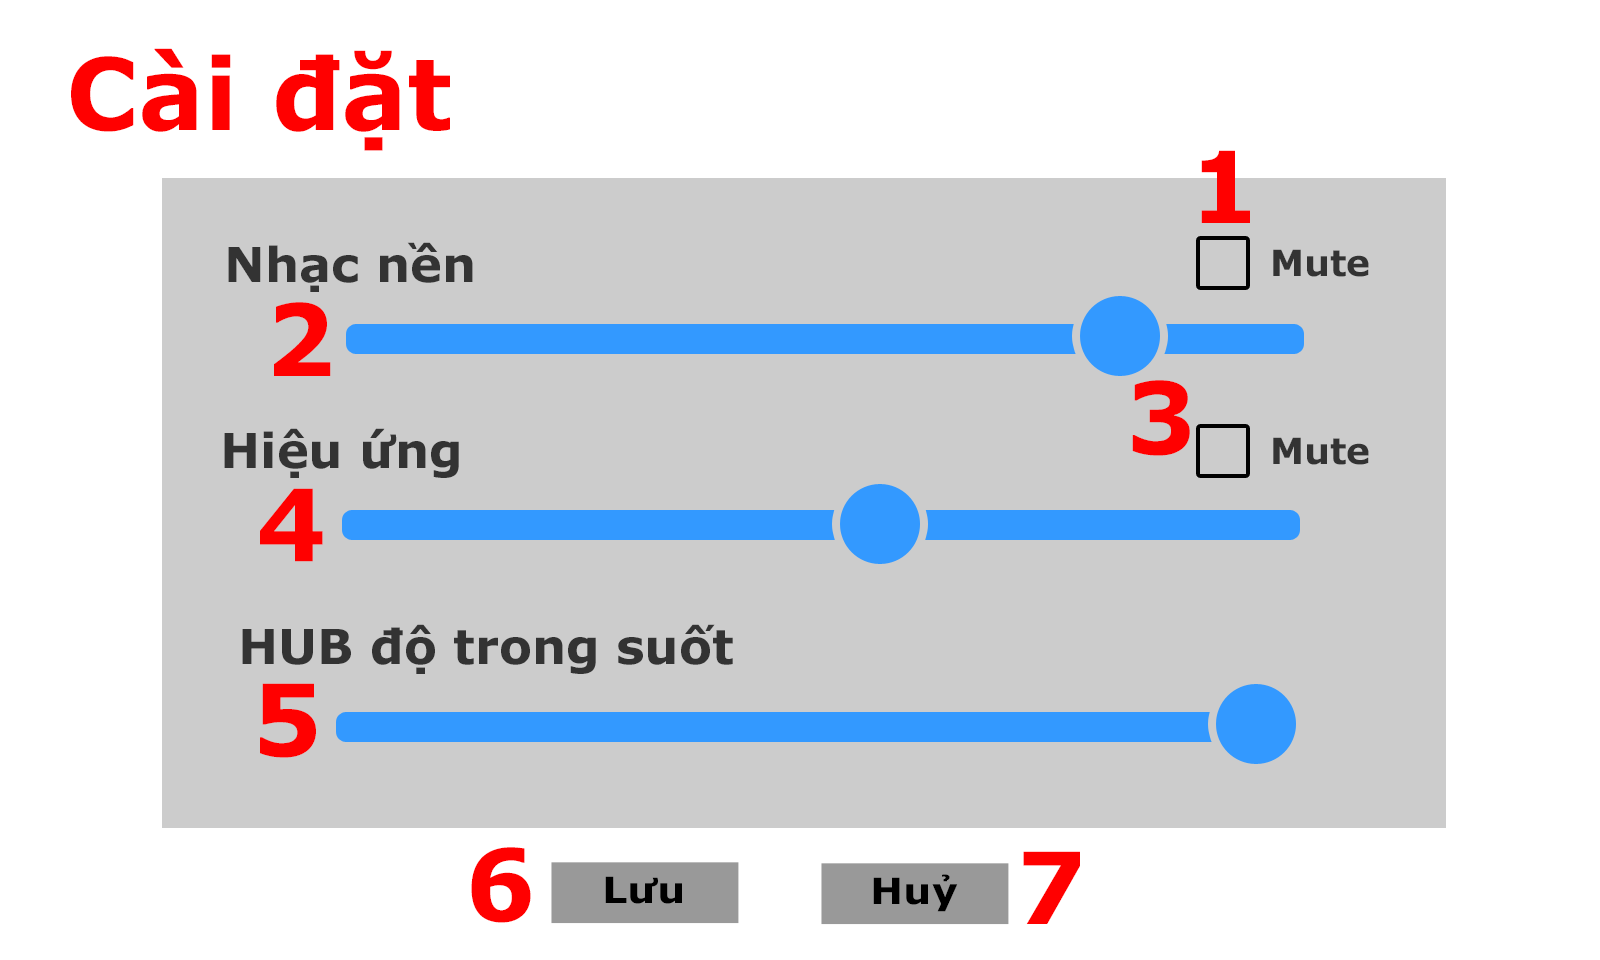 Cài đặt
1
Nhạc nền
Mute
2
3
Hiệu ứng
Mute
4
HUB độ trong suốt
5
6
Lưu
Huỷ
7